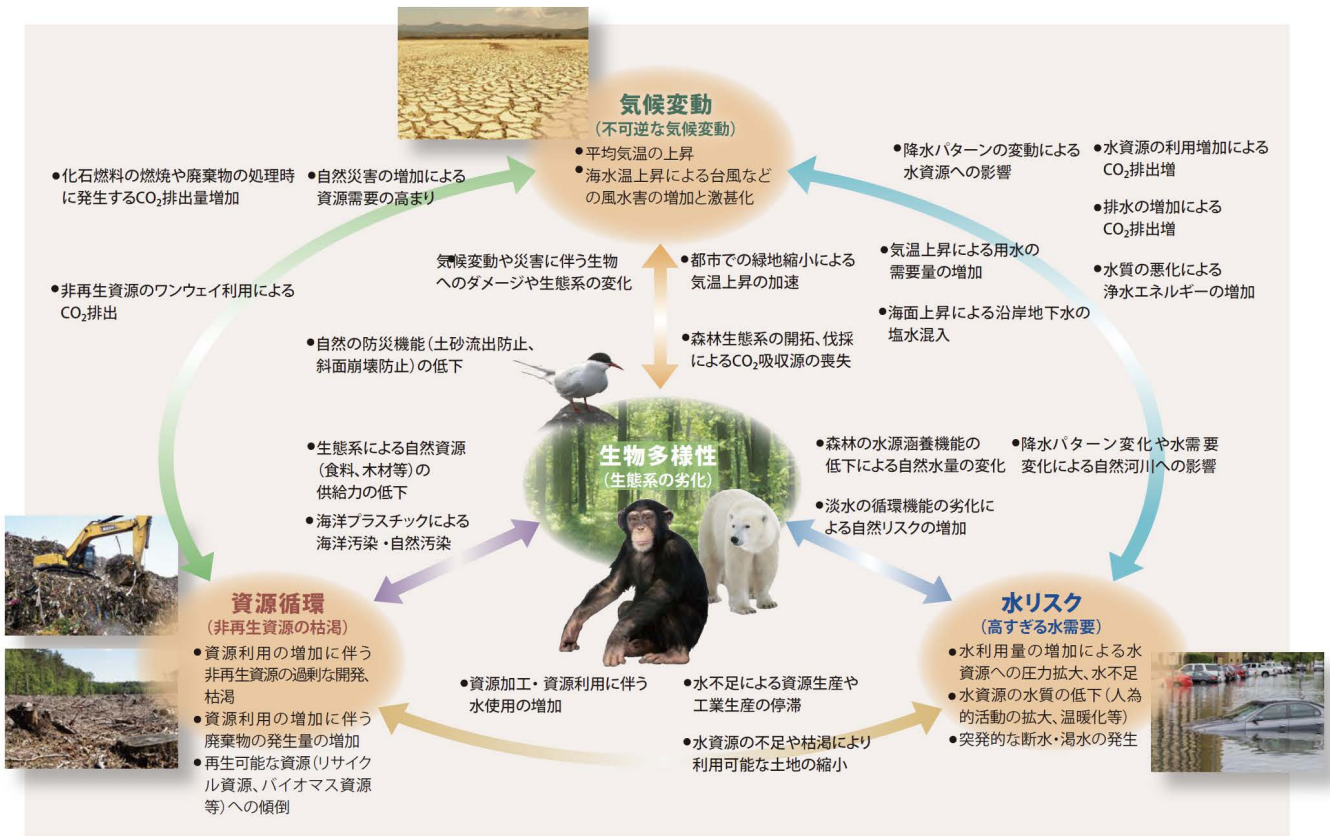 気候変動
（不可逆な気候変動）
●平均気温の上昇
●海水温上昇による台風など
の風水害の増加と激甚化
●化石燃料の燃焼や廃棄物の処理時
に発生するCO₂排出量増加
●自然災害の増加による
資源需要の高まり
●非再生資源のワンウェイ利用による
CO₂排出
●降水パターンの変動による
水資源への影響
●水資源の利用増加による
CO₂排出増
●排水の増加による
CO₂排出増
●気温上昇による用水の
需要量の増加
●水質の悪化による
浄水エネルギーの増加
●海面上昇による沿岸地下水の
塩水混入
●気候変動や災害に伴う生物
へのダメージや生態系の変化
●都市での緑地縮小による
気温上昇の加速
●自然の防災機能（土砂流出防止、
斜面崩壊防止）の低下
●森林生態系の開拓、伐採
によるCO₂吸収源の喪失
生物多様性
（生態系の劣化）
●生態系による自然資源
（食料、木材等）の
供給力の低下
●海洋プラスチックによる
海洋汚染・自然汚染
●森林の水源涵養機能の
低下による自然水量の変化
●降水パターン変化や水需要
変化による自然河川への影響
●淡水の循環機能の劣化に
よる自然リスクの増加
資源循環
（非再生資源の枯渇）
●資源利用の増加に伴う
非再生資源の過剰な開発、
枯渇
●資源利用の増加に伴う
廃棄物の発生量の増加
●再生可能な資源（リサイク
ル資源、バイオマス資源
等）への傾倒
●資源加工・資源利用に伴う
水使用の増加
●水不足による資源生産や
工業生産の停滞
●水資源の不足や枯渇により
利用可能な土地の縮小
水リスク
（高すぎる水需要）
●水利用量の増加による水
資源への圧力拡大、水不足
●水資源の水質の低下（人為
的活動の拡大、温暖化等）
●突発的な断水・渇水の発生